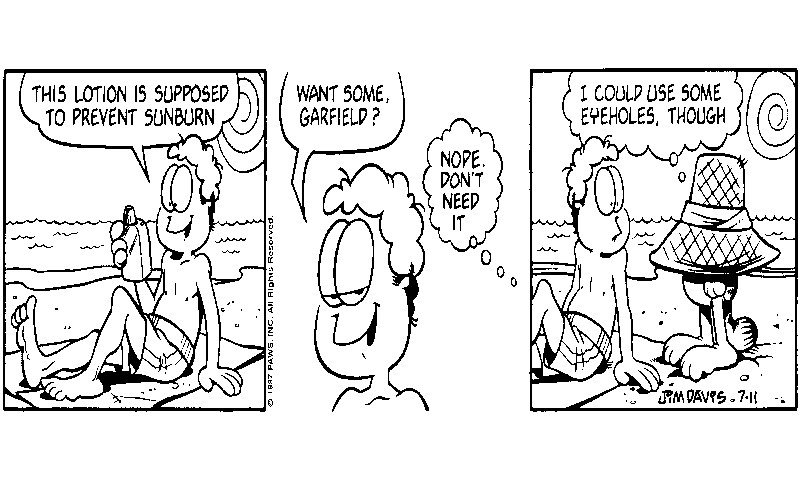 THIS LOTION IS SUPPOSED
TO PREVENT SUNBURN
© 1987 PAWS, INC. All Rights Reserved.
WANT SOME,
GARFIELD?
NOPE.
DON'T
NEED
IT
I COULD USE SOME
EYEHOLES, THOUGH
JIM DAVIS . 7-11